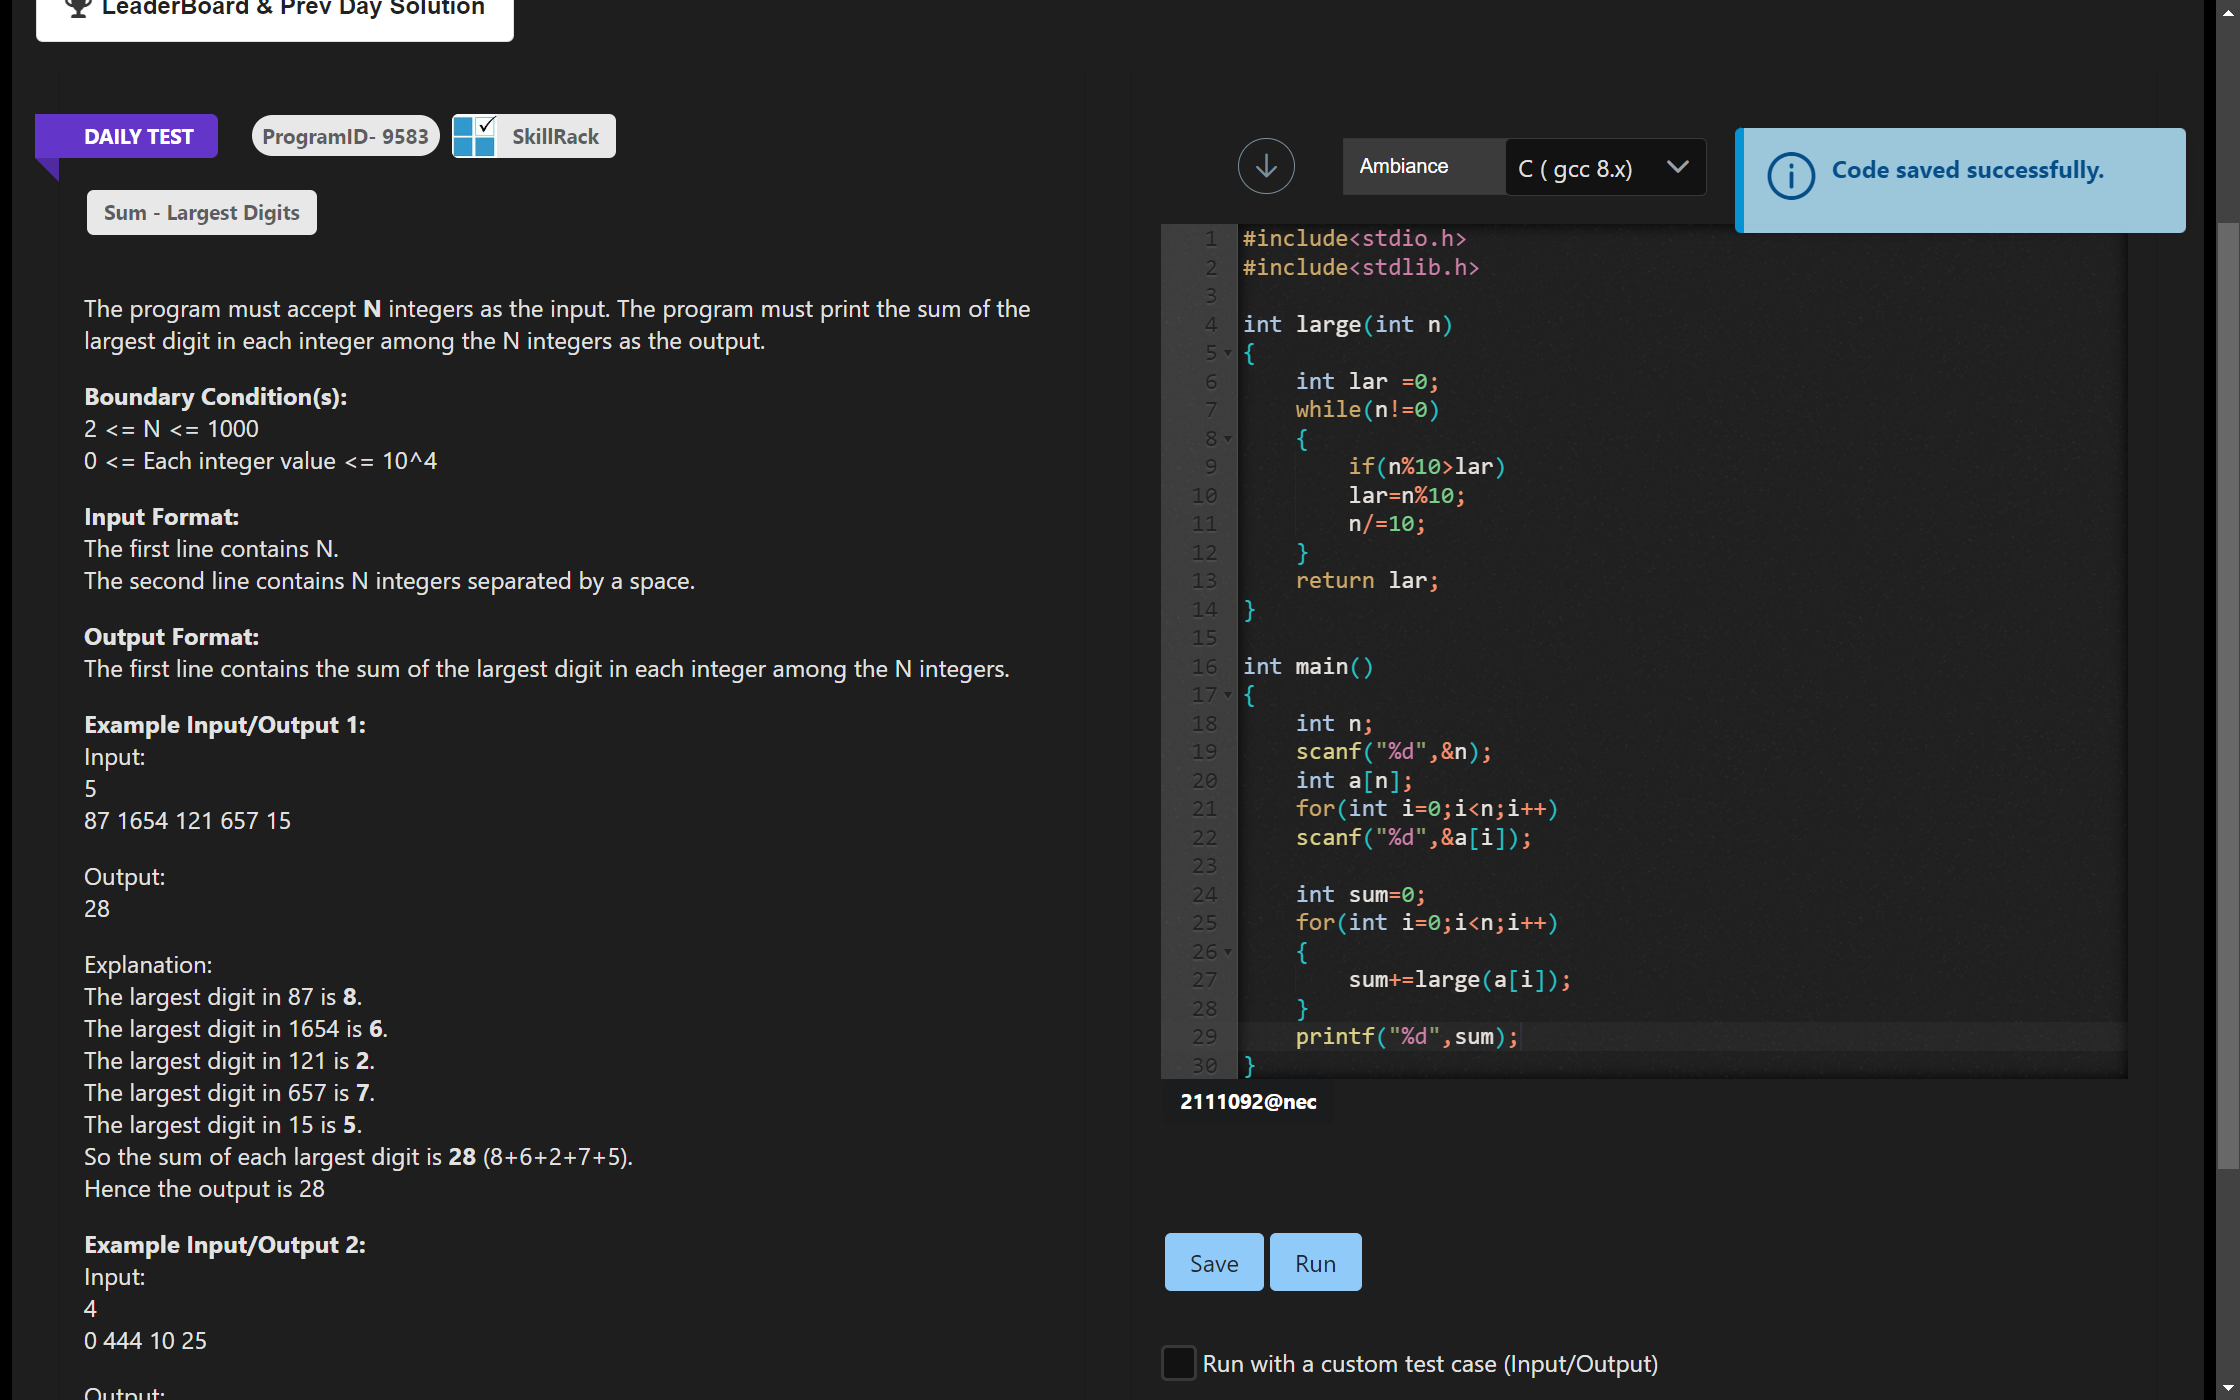 LeaderBoard & Prev Day Solution
DAILY TEST
ProgramID- 9583
SkillRack
Sum - Largest Digits
The program must accept N integers as the input. The program must print the sum of the
largest digit in each integer among the N integers as the output.
Boundary Condition(s):
2 <= N <= 1000
0 <= Each integer value <= 10^4
Input Format:
The first line contains N.
The second line contains N integers separated by a space.
Output Format:
The first line contains the sum of the largest digit in each integer among the N integers.
Example Input/Output 1:
Input:
5
87 1654 121 657 15
Output:
28
Explanation:
The largest digit in 87 is 8.
The largest digit in 1654 is 6.
The largest digit in 121 is 2.
The largest digit in 657 is 7.
The largest digit in 15 is 5.
So the sum of each largest digit is 28 (8+6+2+7+5).
Hence the output is 28
Example Input/Output 2:
Input:
4
0 444 10 25
Output:
Ambiance
C ( gcc 8.x)
Code saved successfully.
1 #include<stdio.h>
2 #include<stdlib.h>
3
4 int large(int n)
5 {
6 int lar =0;
7 while(n!=0)
8 {
9 if(n%10>lar)
10 lar=n%10;
11 n/=10;
12 }
13 return lar;
14 }
15
16 int main()
17 {
18 int n;
19 scanf("%d",&n);
20 int a[n];
21 for(int i=0;i<n;i++)
22 scanf("%d",&a[i]);
23
24 int sum=0;
25 for(int i=0;i<n;i++)
26 {
27 sum+=large(a[i]);
28 }
29 printf("%d",sum);
30 }
2111092@nec
Save
Run
Run with a custom test case (Input/Output)